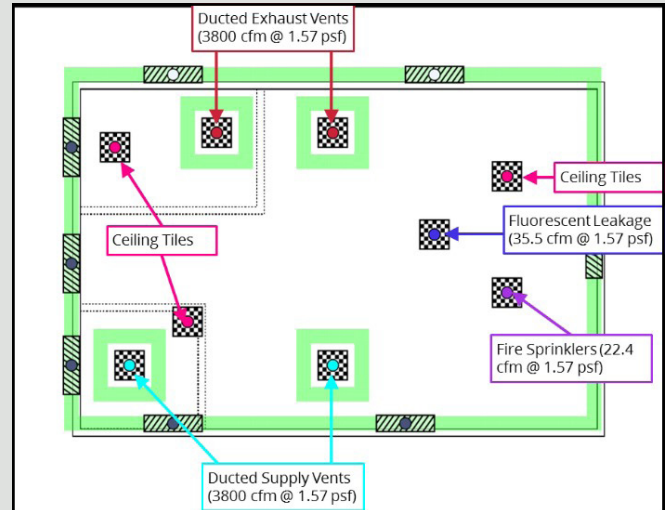 Ducted Exhaust Vents
(3800 cfm @ 1.57 psf)
Ceiling Tiles
Fluorescent Leakage
(35.5 cfm @ 1.57 psf)
Ceiling Tiles
Fire Sprinklers (22.4
cfm @ 1.57 psf)
Ducted Supply Vents
(3800 cfm @ 1.57 psf)